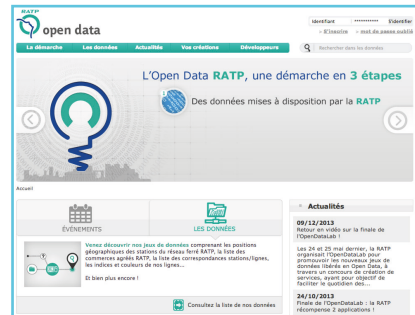 RATP
open data
Identifiant
S'identifier
> S'inscrire > mot de passe oublié
La démarche Les données Actualités Vos créations Développeurs
Rechercher dans les données
L'Open Data RATP, une démarche en 3 étapes
Des données mises à disposition par la RATP
Accueil
ÉVÉNEMENTS
LES DONNÉES
Venez découvrir nos jeux de données comprenant les positions
géographiques des stations du réseau ferré RATP, la liste des
commerces agréés RATP, la liste des correspondances stations/lignes,
les indices et couleurs de nos lignes...
Et bien plus encore !
Consultez la liste de nos données
Actualités
09/12/2013
Retour en vidéo sur la finale de
l'OpenDataLab !
Les 24 et 25 mai dernier, la RATP
organisait l'OpenDataLab pour
promouvoir les nouveaux jeux de
données libérés en Open Data, à
travers un concours de création de
services, ayant pour objectif de
faciliter le quotidien des...
24/10/2013
Finale de l'OpenDataLab : la RATP
récompense 2 applications !